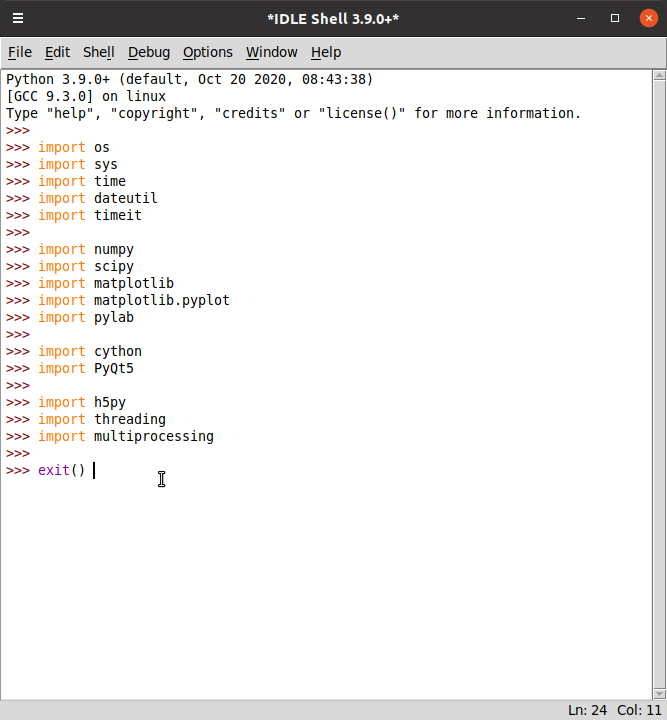 *IDLE Shell 3.9.0+*
File Edit Shell Debug Options Window Help
Python 3.9.0+ (default, Oct 20 2020, 08:43:38)
[GCC 9.3.0] on linux
Type "help", "copyright", "credits" or "license()" for more information.
>>>
>>> import os
>>> import sys
>>> import time
>>> import dateutil
>>> import timeit
>>>
>>> import numpy
>>> import scipy
>>> import matplotlib
>>> import matplotlib.pyplot
>>> import pylab
>>>
>>> import cython
>>> import PyQt5
>>>
>>> import h5py
>>> import threading
>>> import multiprocessing
>>>
>>> exit()
Ln: 24 Col: 11